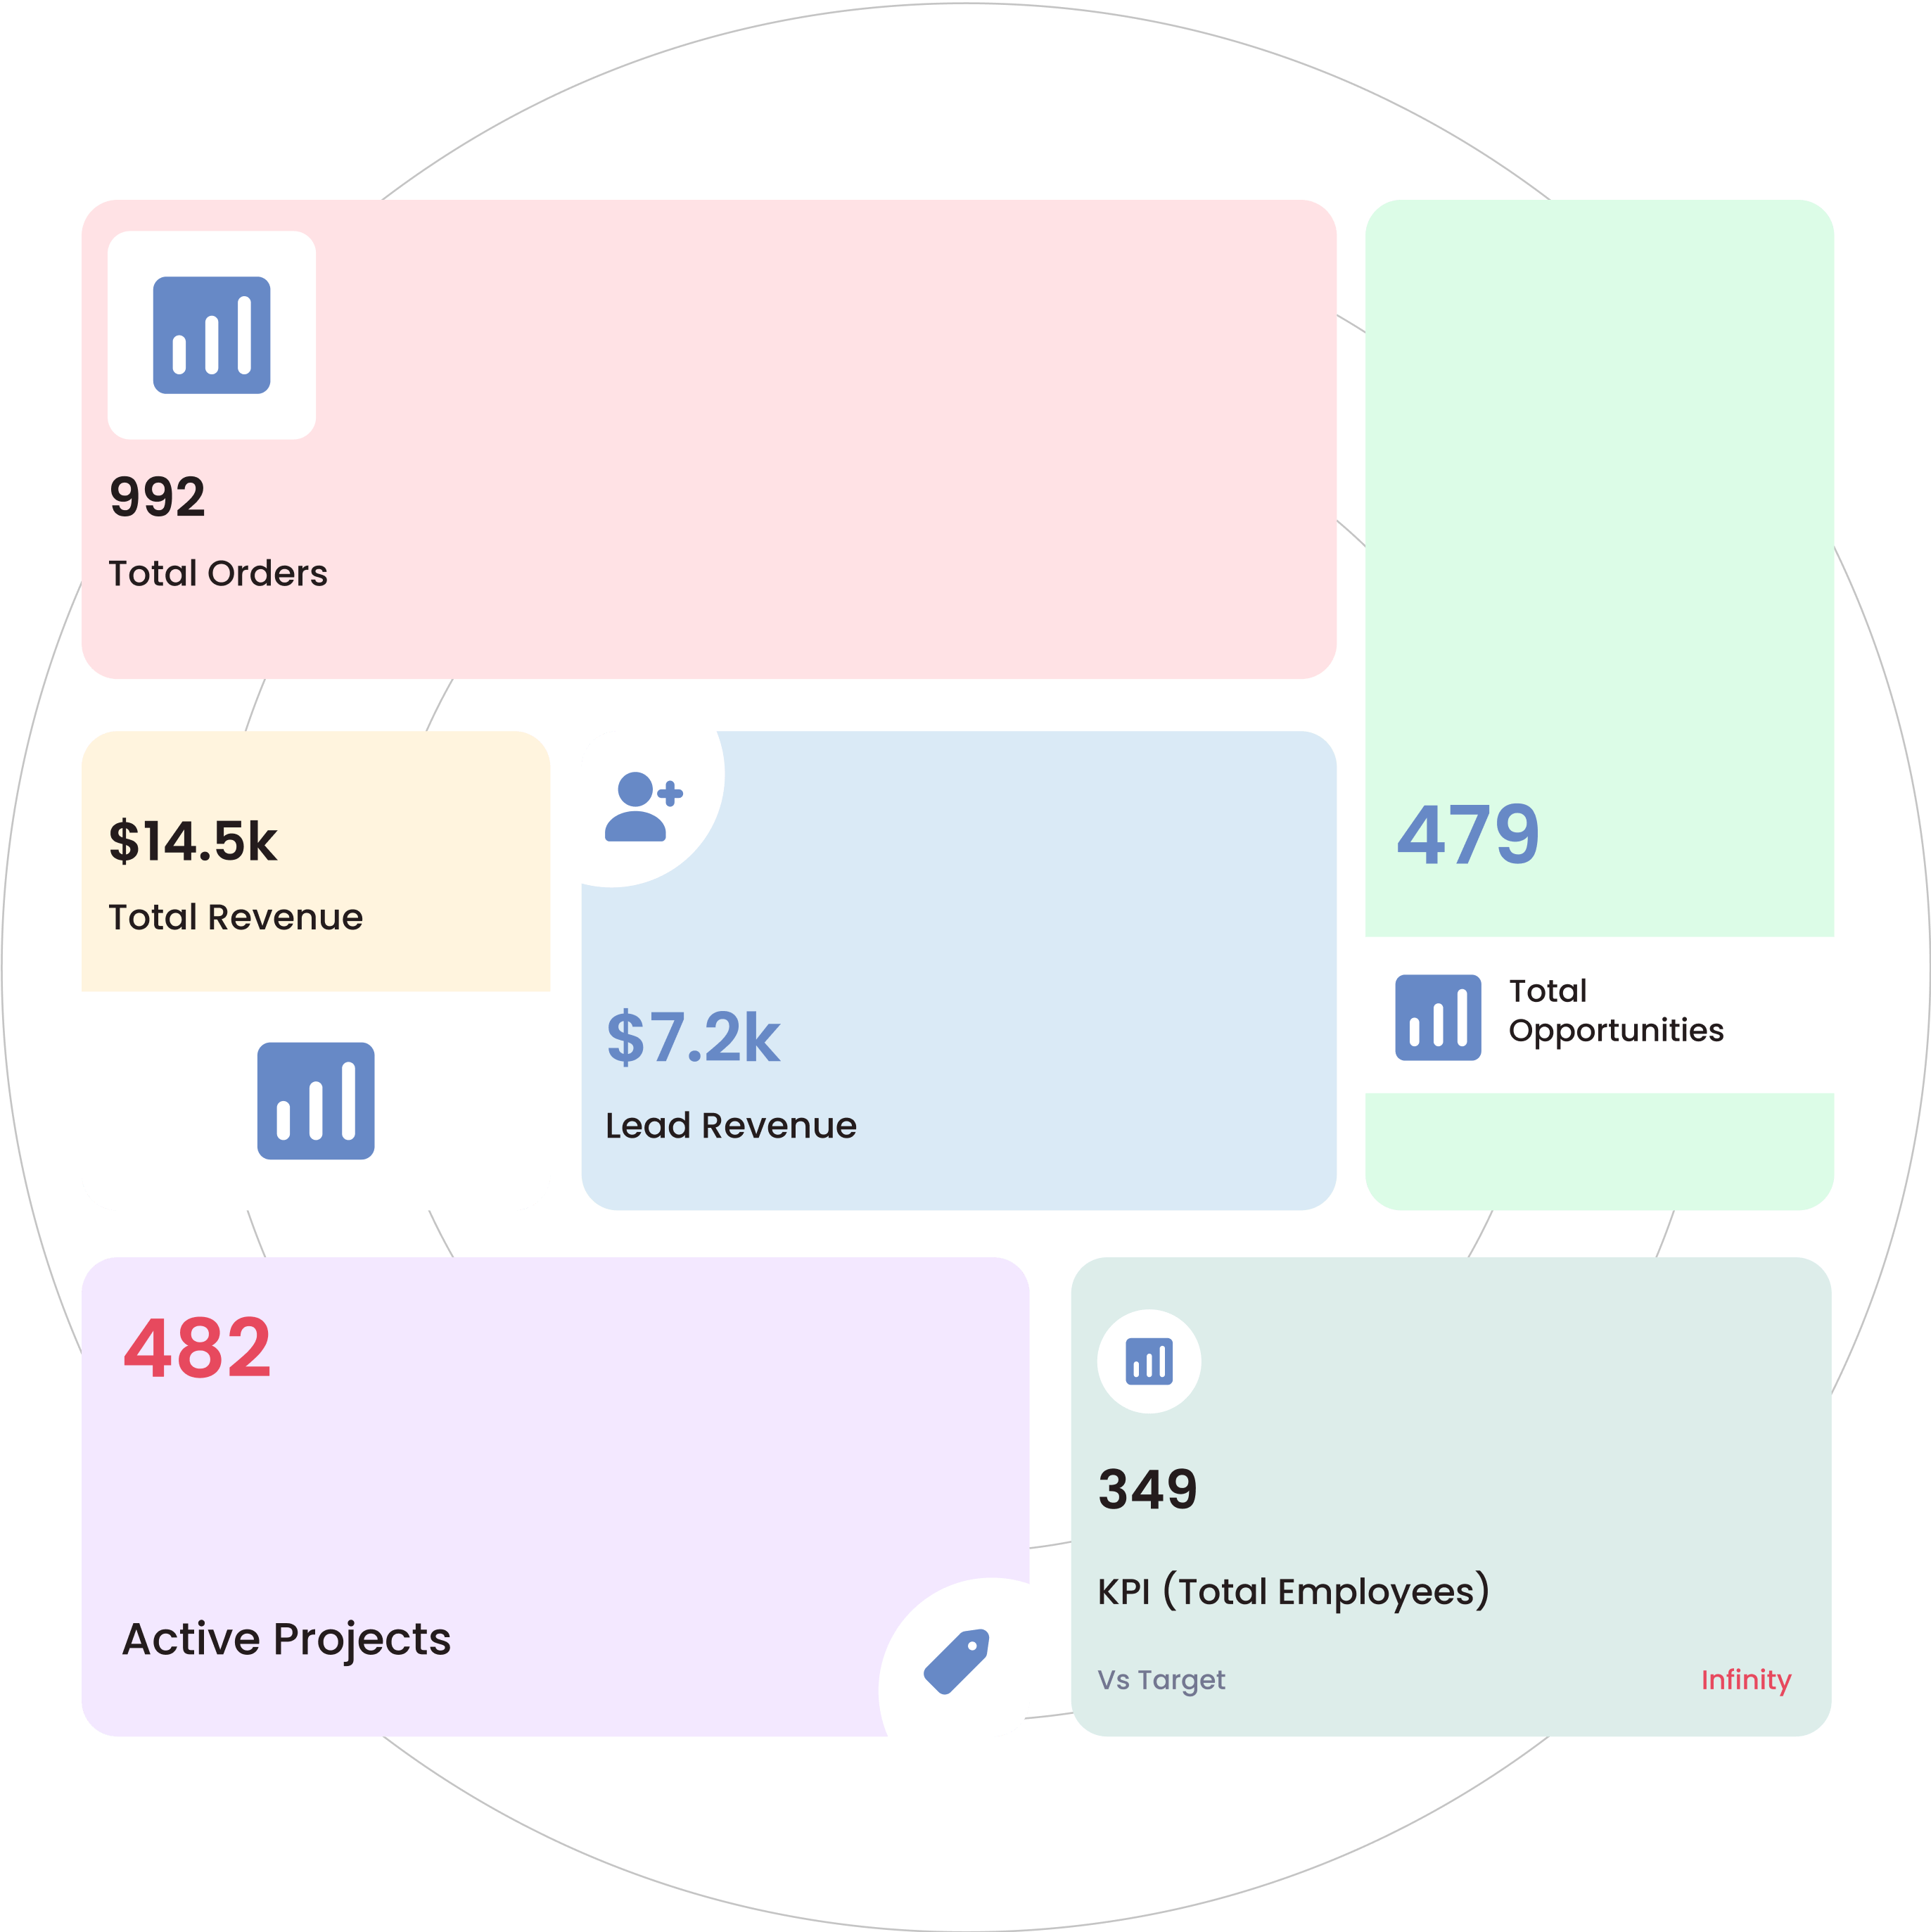 992
Total Orders
479
Total
Opportunities
$14.5k
Total Revenue
$7.2k
Lead Revenue
482
Active Projects
349
KPI (Total Employees)
Vs Target
Infinity